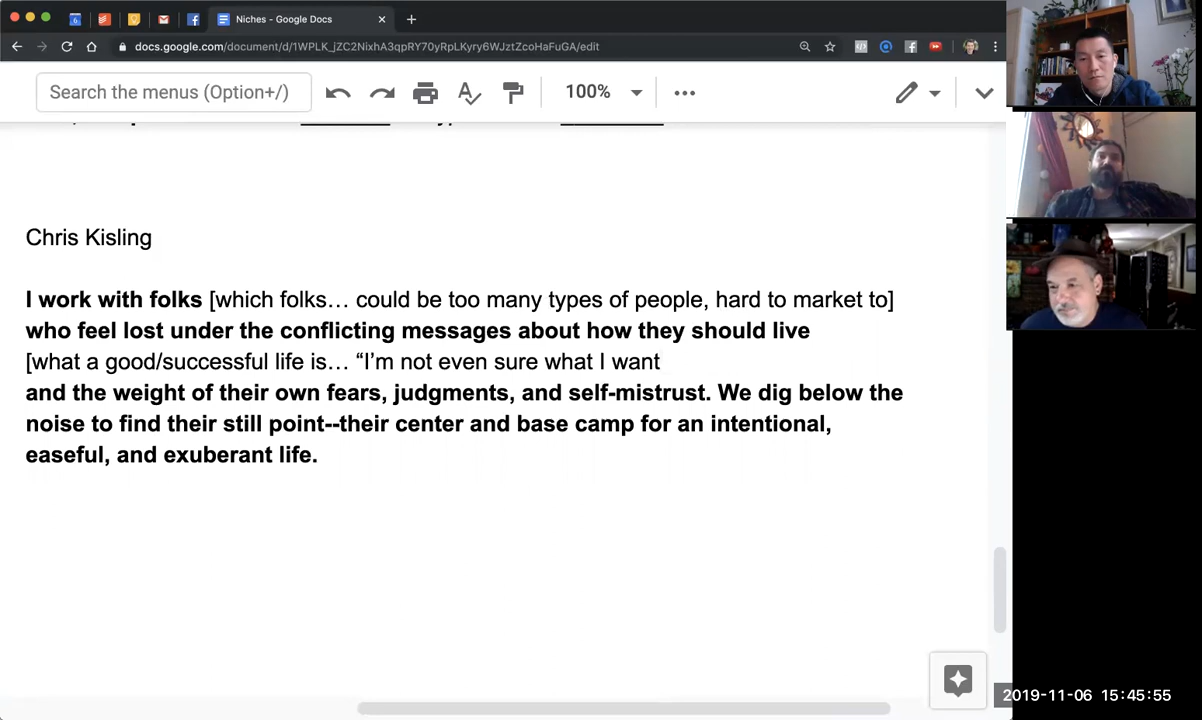 Niches - Google Docs
docs.google.com/document/d/1WPLK_jZC2NixhA3qpRY70yRpLKyry6WJztZcoHaFuGA/edit
Search the menus (Option+/)
100%
Chris Kisling
I work with folks [which folks… could be too many types of people, hard to market to]
who feel lost under the conflicting messages about how they should live
[what a good/successful life is… “I’m not even sure what I want
and the weight of their own fears, judgments, and self-mistrust. We dig below the
noise to find their still point--their center and base camp for an intentional,
easeful, and exuberant life.
2019-11-06 15:45:55